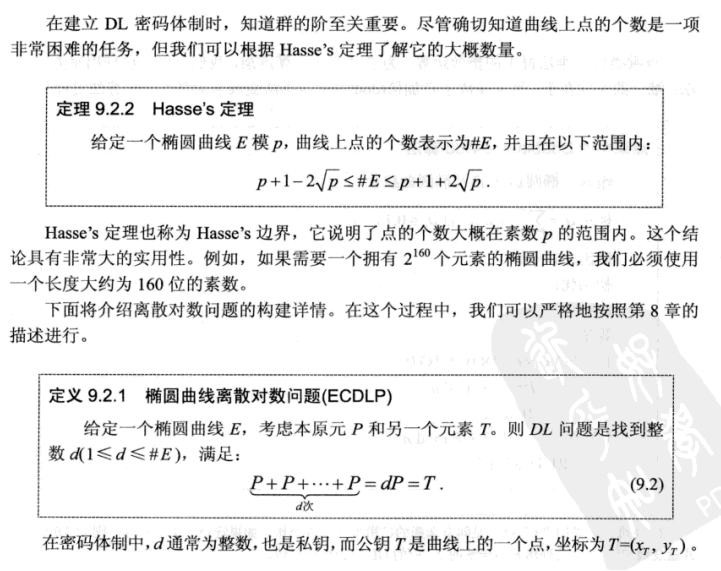 在建立 DL 密码体制时，知道群的阶至关重要。尽管确切知道曲线上点的个数是一项
非常困难的任务，但我们可以根据 Hasse's 定理了解它的大概数量。
定理 9.2.2 Hasse's 定理
给定一个椭圆曲线 E 模 p，曲线上点的个数表示为#E，并且在以下范围内：
p+1−2√p ≤ #E ≤ p+1+2√p .
Hasse's 定理也称为 Hasse's 边界，它说明了点的个数大概在素数 p 的范围内。这个结
论具有非常大的实用性。例如，如果需要一个拥有 2¹⁶⁰ 个元素的椭圆曲线，我们必须使用
一个长度大约为 160 位的素数。
下面将介绍离散对数问题的构建详情。在这个过程中，我们可以严格地按照第 8 章的
描述进行。
定义 9.2.1 椭圆曲线离散对数问题(ECDLP)
给定一个椭圆曲线 E，考虑本原元 P 和另一个元素 T。则 DL 问题是找到整
数 d(1≤d≤#E)，满足：
P+P+⋯+P=dP=T . (9.2)
d次
在密码体制中，d 通常为整数，也是私钥，而公钥 T 是曲线上的一个点，坐标为 T=(x_T, y_T)。
PD